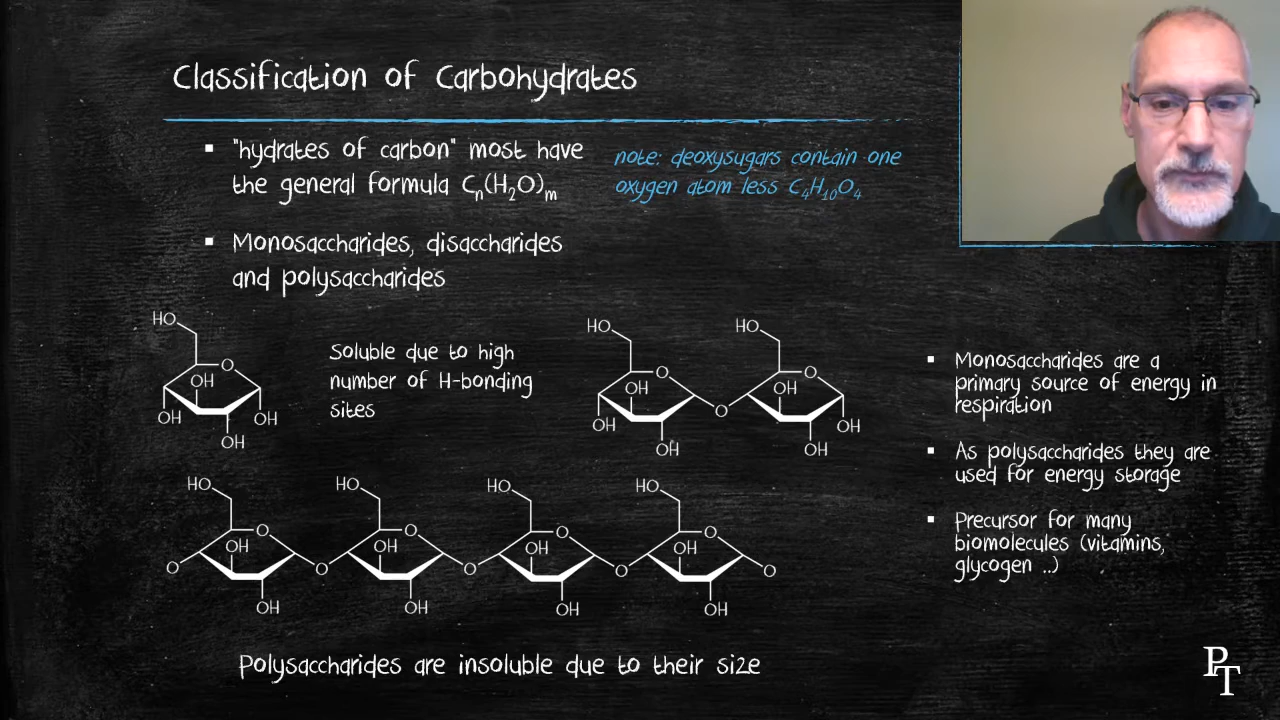 Classification of Carbohydrates
▪ "hydrates of carbon" most have
the general formula Cₙ(H₂O)ₘ
note: deoxysugars contain one
oxygen atom less C₄H₁₀O₄
▪ Monosaccharides, disaccharides
and polysaccharides
HO
O
OH
OH
OH
OH
Soluble due to high
number of H-bonding
sites
HO
HO
O
O
OH
OH
OH
O
OH
OH
OH
▪ Monosaccharides are a
primary source of energy in
respiration
▪ As polysaccharides they are
used for energy storage
▪ Precursor for many
biomolecules (vitamins,
glycogen ..)
HO
HO
HO
HO
O
O
O
O
OH
OH
OH
OH
O
O
O
O
O
OH
OH
OH
OH
Polysaccharides are insoluble due to their size
PT